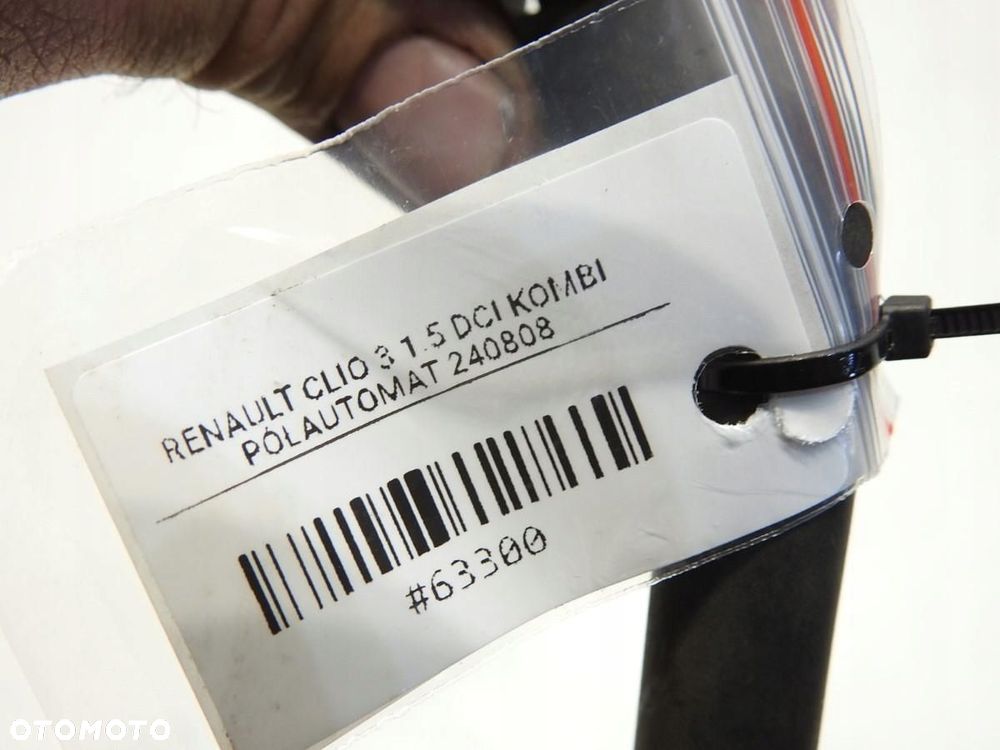 RENAULT CLIO 3 1.5 DCI KOMBI
PÓŁAUTOMAT 240808
#63300
OTOMOTO